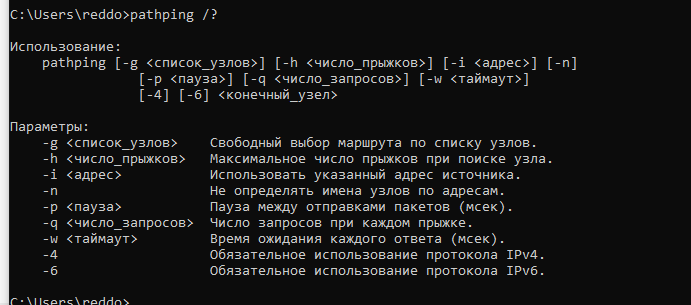 C:\Users\reddo>pathping /?
Использование:
pathping [-g <список_узлов>] [-h <число_прыжков>] [-i <адрес>] [-n]
[-p <пауза>] [-q <число_запросов>] [-w <таймаут>]
[-4] [-6] <конечный_узел>
Параметры:
-g <список_узлов> Свободный выбор маршрута по списку узлов.
-h <число_прыжков> Максимальное число прыжков при поиске узла.
-i <адрес> Использовать указанный адрес источника.
-n Не определять имена узлов по адресам.
-p <пауза> Пауза между отправками пакетов (мсек).
-q <число_запросов> Число запросов при каждом прыжке.
-w <таймаут> Время ожидания каждого ответа (мсек).
-4 Обязательное использование протокола IPv4.
-6 Обязательное использование протокола IPv6.
C:\Users\reddo>